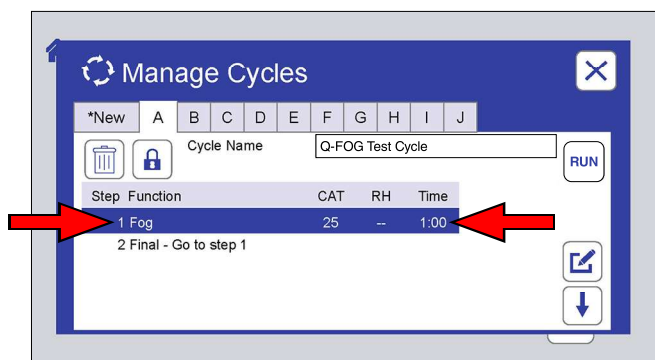 Manage Cycles
*New A B C D E F G H I J
Cycle Name Q-FOG Test Cycle
RUN
Step Function CAT RH Time
1 Fog 25 -- 1:00
2 Final - Go to step 1